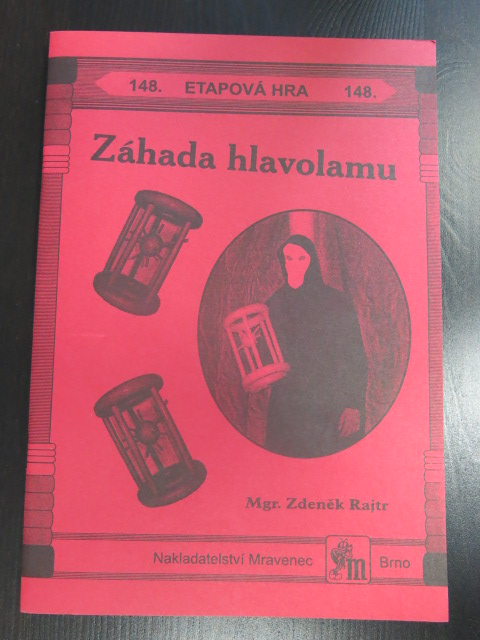 148. ETAPOVÁ HRA 148.
Záhada hlavolamu
Mgr. Zdeněk Rajtr
Nakladatelství Mravenec m Brno